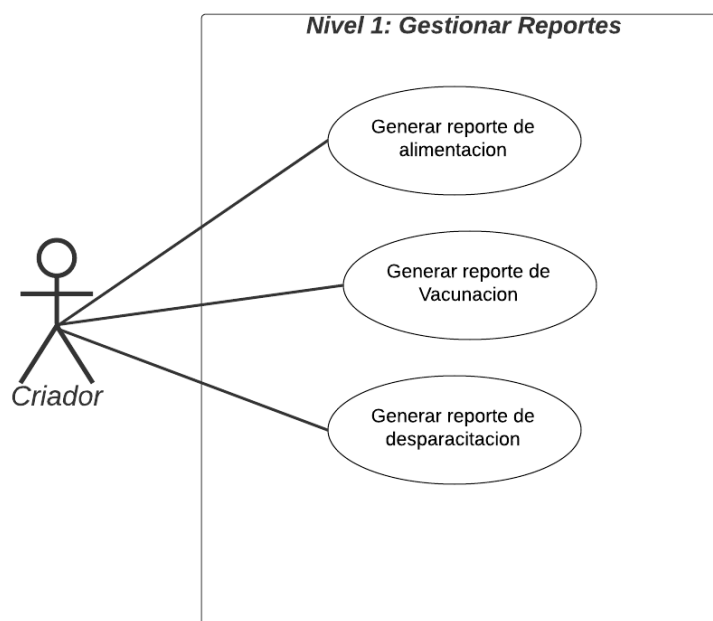 Nivel 1: Gestionar Reportes
Generar reporte de
alimentacion
Generar reporte de
Vacunacion
Generar reporte de
desparacitacion
Criador